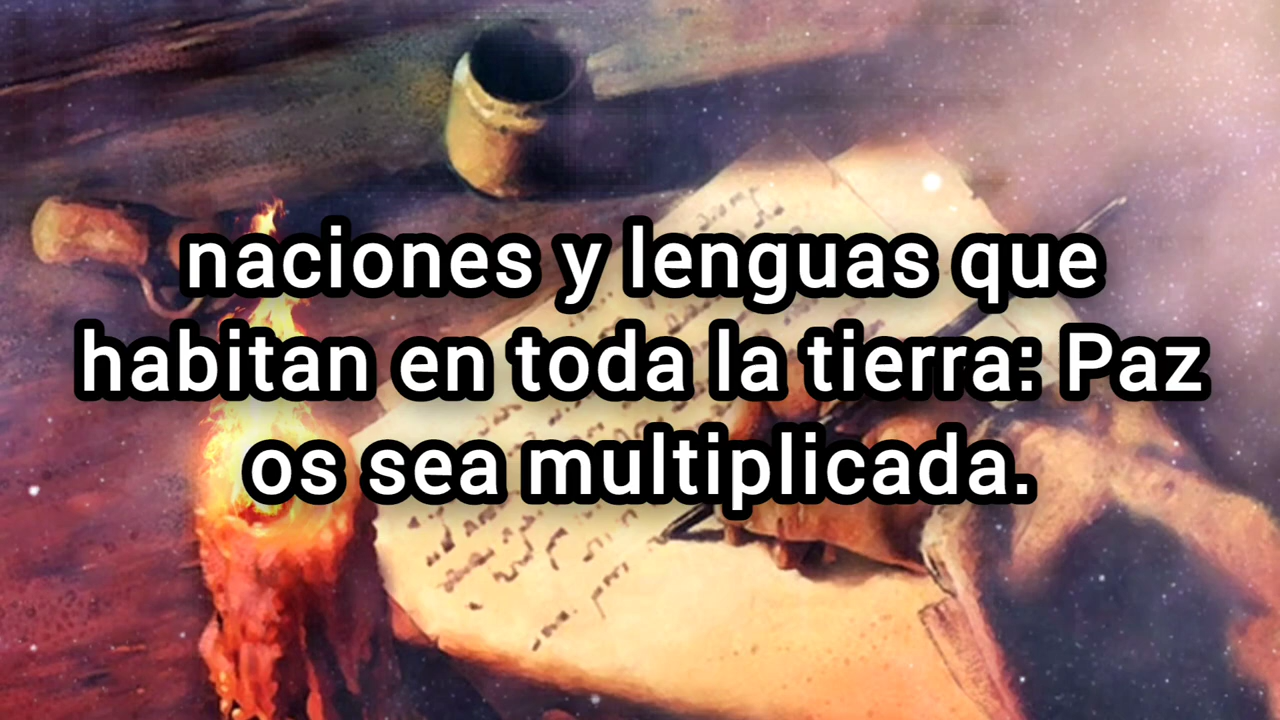 naciones y lenguas que
habitan en toda la tierra: Paz
os sea multiplicada.